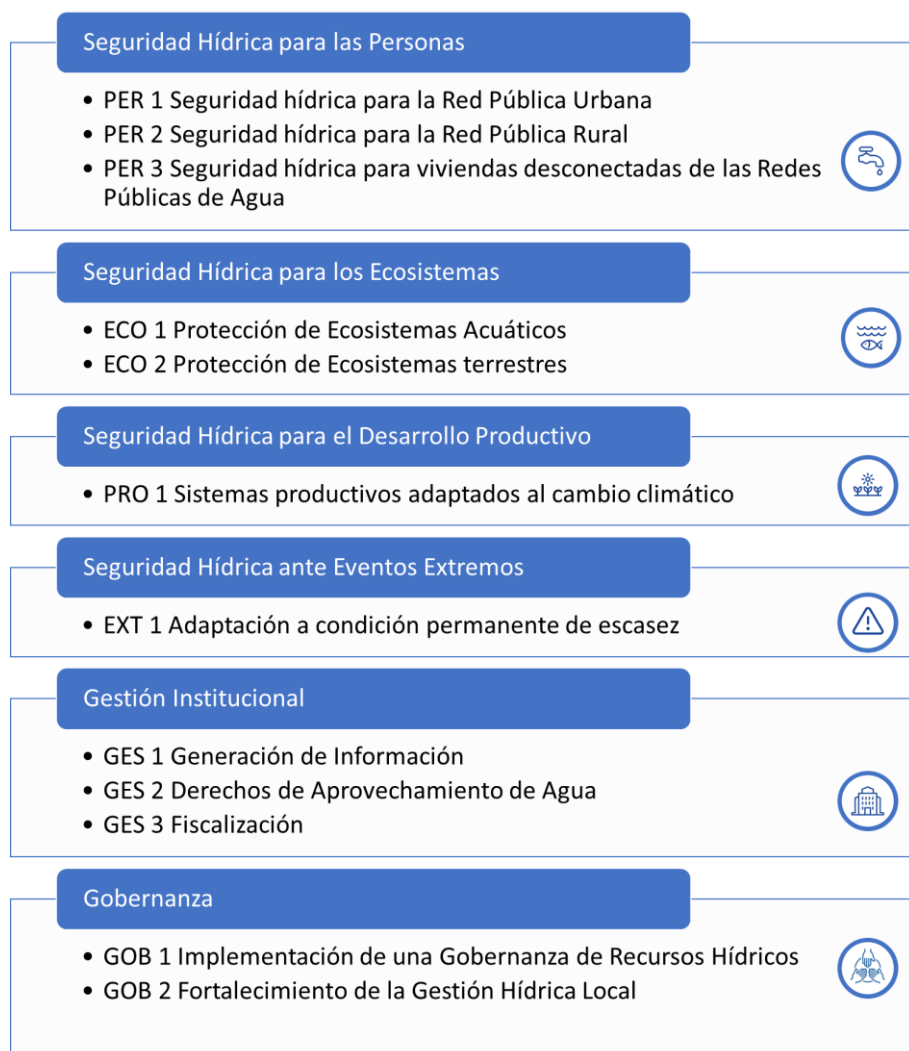 Seguridad Hídrica para las Personas
• PER 1 Seguridad hídrica para la Red Pública Urbana
• PER 2 Seguridad hídrica para la Red Pública Rural
• PER 3 Seguridad hídrica para viviendas desconectadas de las Redes
Públicas de Agua
Seguridad Hídrica para los Ecosistemas
• ECO 1 Protección de Ecosistemas Acuáticos
• ECO 2 Protección de Ecosistemas terrestres
Seguridad Hídrica para el Desarrollo Productivo
• PRO 1 Sistemas productivos adaptados al cambio climático
Seguridad Hídrica ante Eventos Extremos
• EXT 1 Adaptación a condición permanente de escasez
Gestión Institucional
• GES 1 Generación de Información
• GES 2 Derechos de Aprovechamiento de Agua
• GES 3 Fiscalización
Gobernanza
• GOB 1 Implementación de una Gobernanza de Recursos Hídricos
• GOB 2 Fortalecimiento de la Gestión Hídrica Local